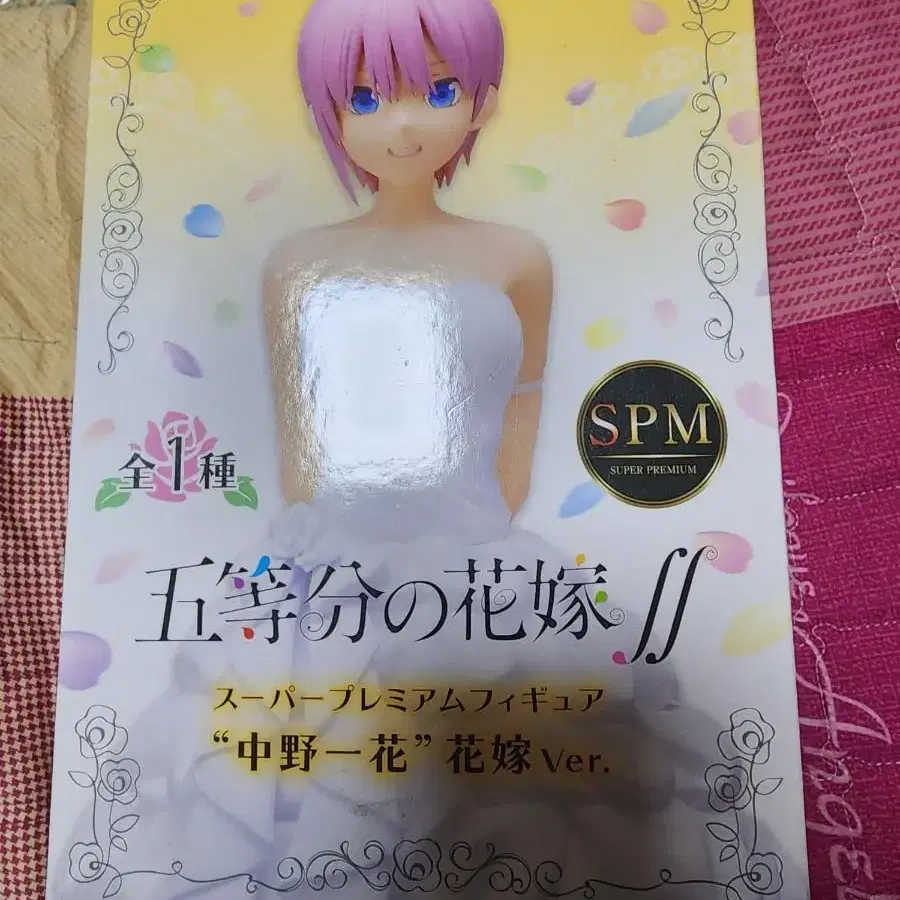 SPM
SUPER PREMIUM
全1種
五等分の花嫁∬
スーパープレミアムフィギュア
“中野一花”花嫁Ver.
Angel